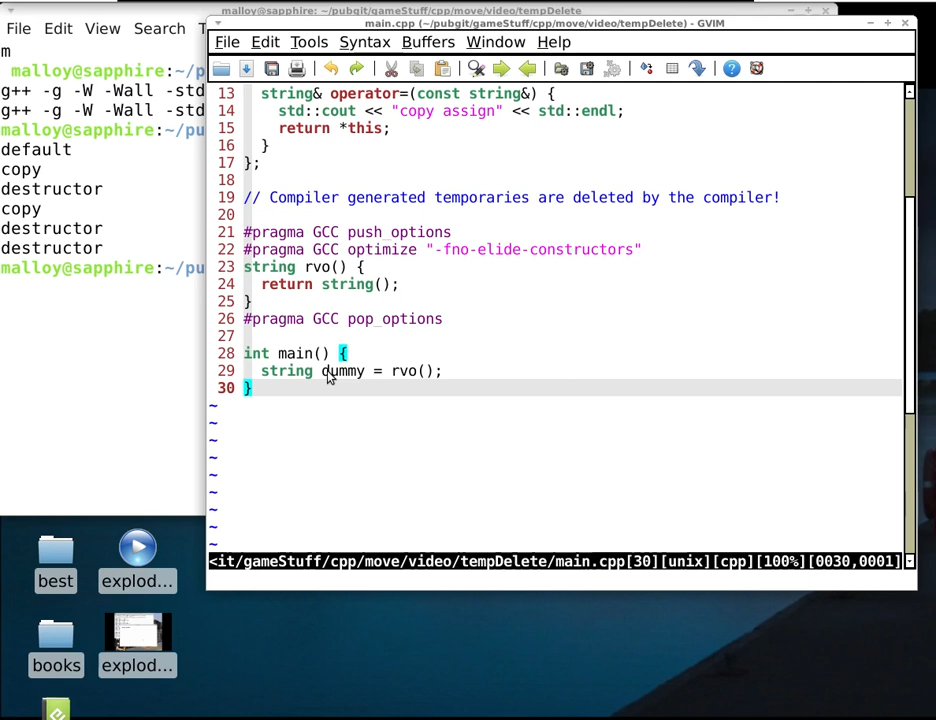 malloy@sapphire: ~/pubgit/gameStuff/cpp/move/video/tempDelete
File Edit View Search T
m
malloy@sapphire:~/p
g++ -g -W -Wall -std
g++ -g -W -Wall -std
malloy@sapphire:~/pu
default
copy
destructor
copy
destructor
destructor
malloy@sapphire:~/pu
main.cpp (~/pubgit/gameStuff/cpp/move/video/tempDelete) - GVIM
File Edit Tools Syntax Buffers Window Help
13 string& operator=(const string&) {
14 std::cout << "copy assign" << std::endl;
15 return *this;
16 }
17 };
18
19 // Compiler generated temporaries are deleted by the compiler!
20
21 #pragma GCC push_options
22 #pragma GCC optimize "-fno-elide-constructors"
23 string rvo() {
24 return string();
25 }
26 #pragma GCC pop_options
27
28 int main() {
29 string dummy = rvo();
30 }
~
~
~
~
~
~
~
~
~
<it/gameStuff/cpp/move/video/tempDelete/main.cpp[30][unix][cpp][100%][0030,0001]
best explod...
books explod...